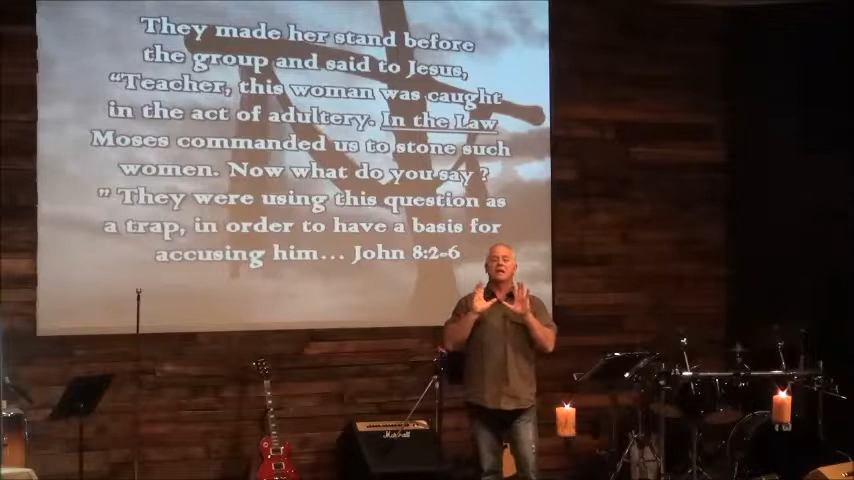 They made her stand before
the group and said to Jesus,
“Teacher, this woman was caught
in the act of adultery. In the Law
Moses commanded us to stone such
women. Now what do you say ?
”They were using this question as
a trap, in order to have a basis for
accusing him… John 8:2-6
Marshall